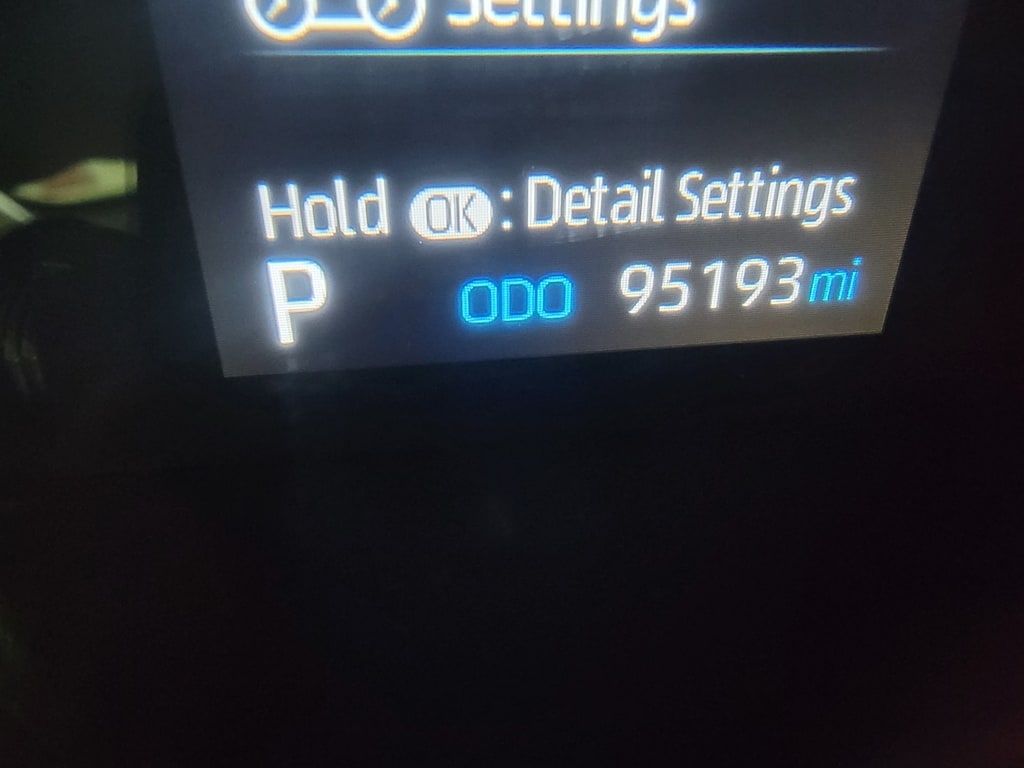 Settings
Hold OK: Detail Settings
P ODO 95193 mi